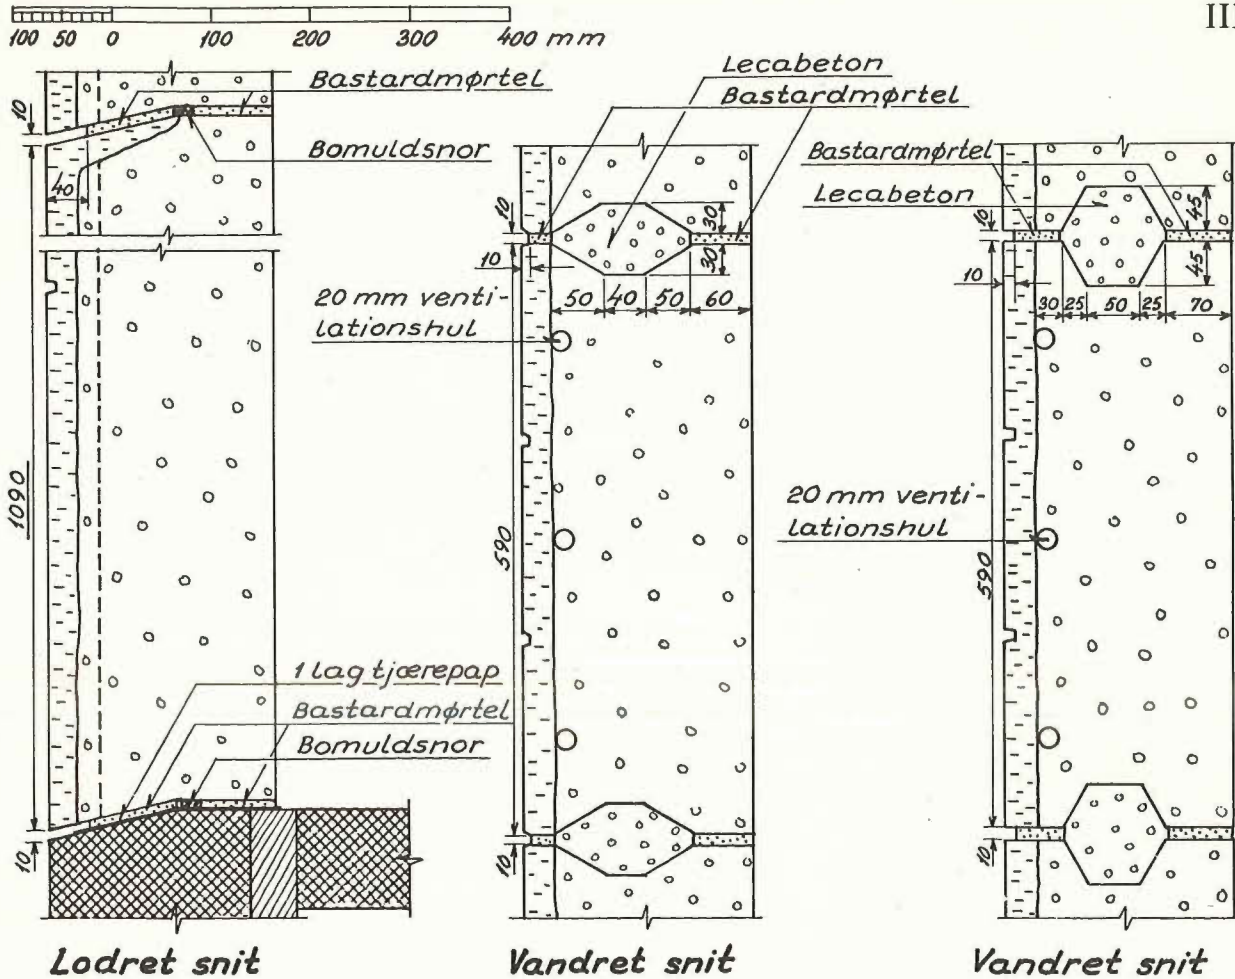 III
100 50 0 100 200 300 400 mm
Bastardmørtel
Bomuldsnor
10
40
1090
1 lag tjærepap
Bastardmørtel
Bomuldsnor
10
Lodret snit
Lecabeton
Bastardmørtel
10
30
30
10
50 40 50 60
20 mm venti-
lationshul
590
10
Vandret snit
Bastardmørtel
Lecabeton
10
45
45
10
30 25 50 25 70
20 mm venti-
lationshul
590
10
Vandret snit